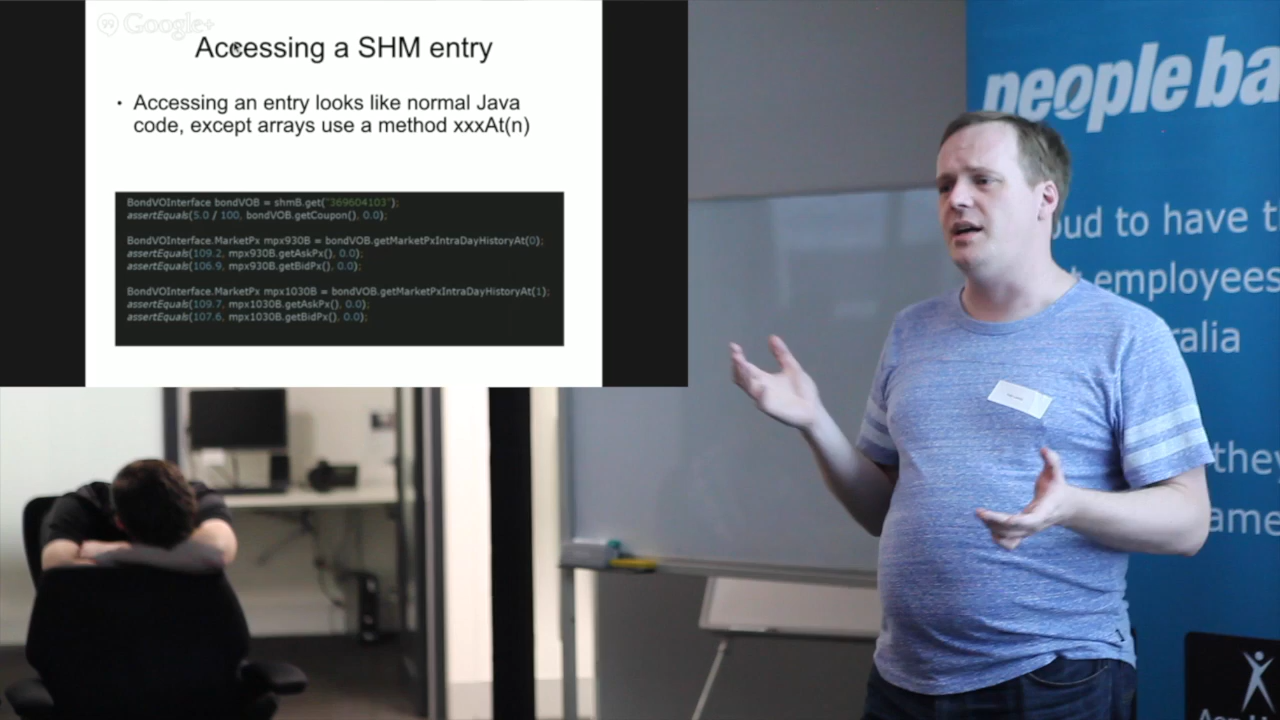 Google+
Accessing a SHM entry
• Accessing an entry looks like normal Java
code, except arrays use a method xxxAt(n)
BondVOInterface bondVOB = shmB.get("369604103");
assertEquals(5.0 / 100, bondVOB.getCoupon(), 0.0);
BondVOInterface.MarketPx mpx930B = bondVOB.getMarketPxIntraDayHistoryAt(0);
assertEquals(109.2, mpx930B.getAskPx(), 0.0);
assertEquals(106.9, mpx930B.getBidPx(), 0.0);
BondVOInterface.MarketPx mpx1030B = bondVOB.getMarketPxIntraDayHistoryAt(1);
assertEquals(109.7, mpx1030B.getAskPx(), 0.0);
assertEquals(107.6, mpx1030B.getBidPx(), 0.0);
people ba
oud to have t
employees
ralia
they
ame